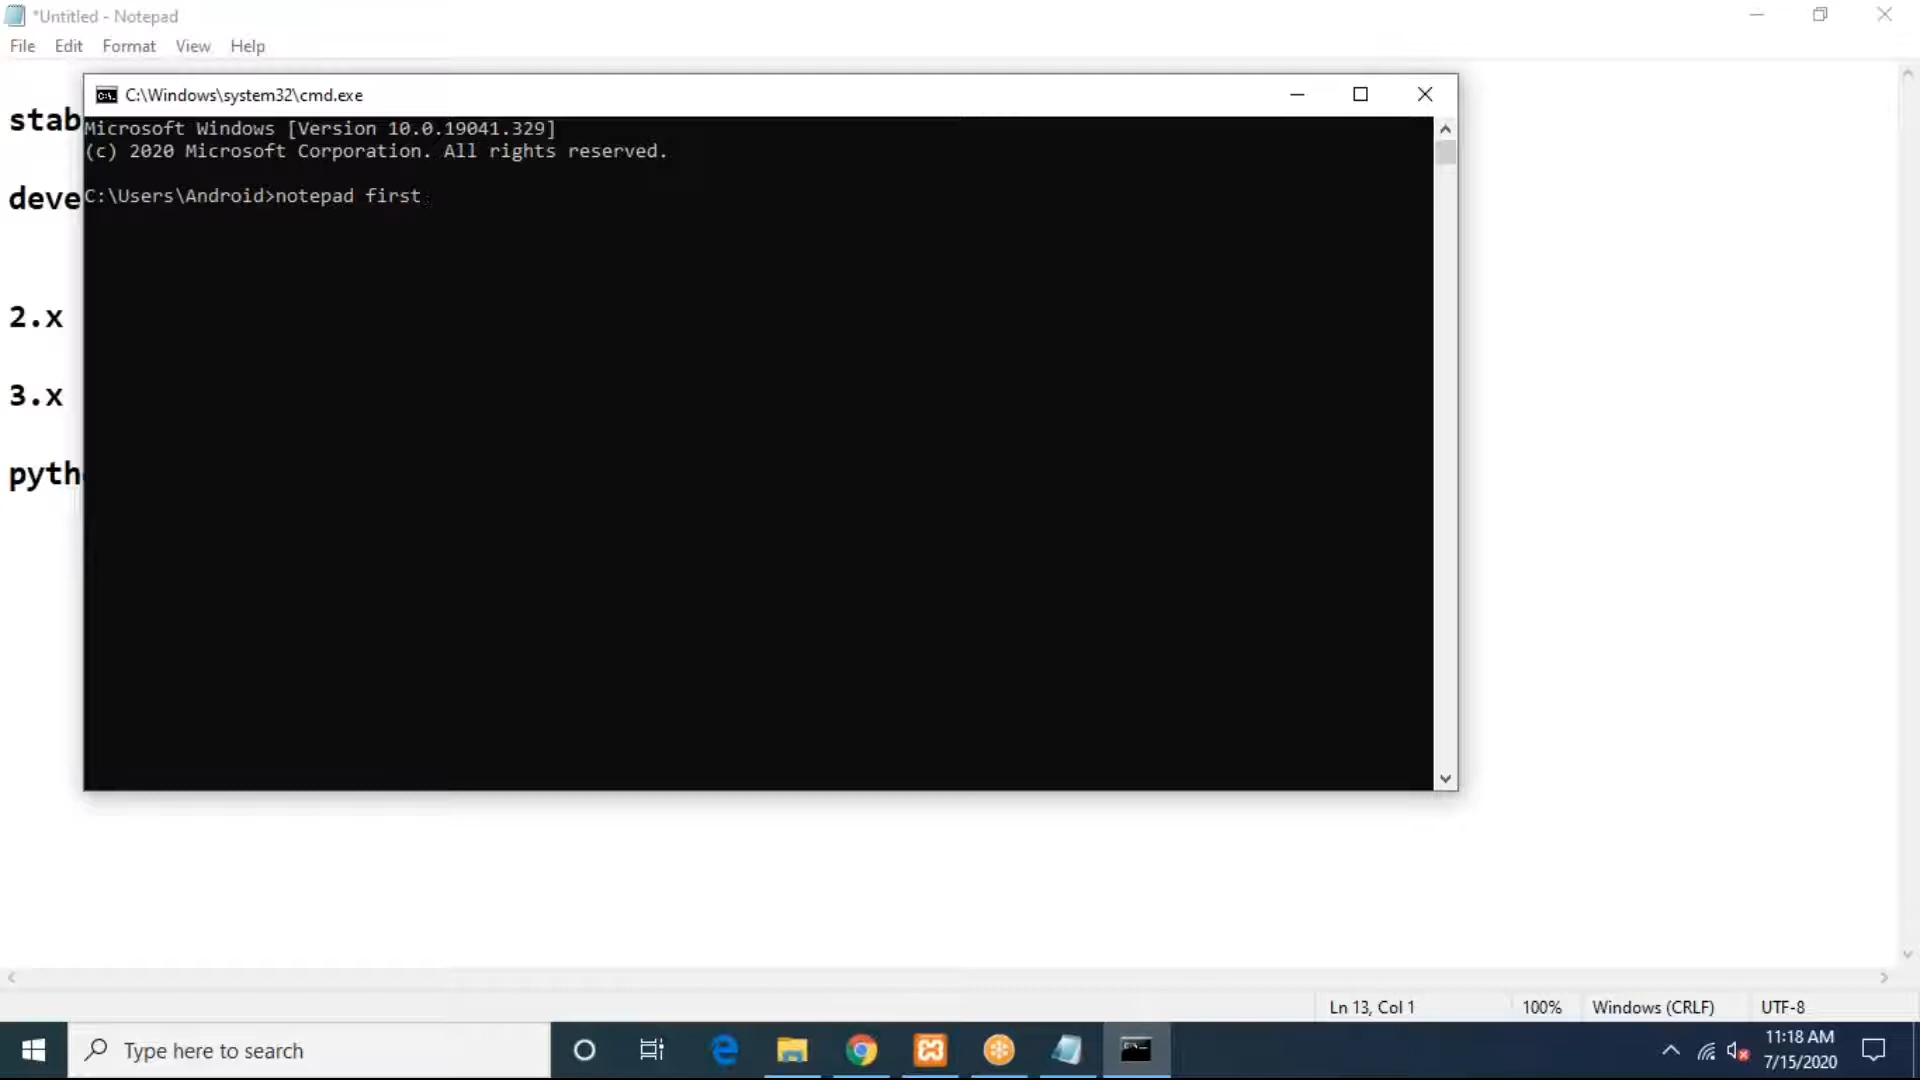 *Untitled - Notepad
File Edit Format View Help
C:\Windows\system32\cmd.exe
Microsoft Windows [Version 10.0.19041.329]
(c) 2020 Microsoft Corporation. All rights reserved.
C:\Users\Android>notepad first
stab
deve
2.x
3.x
pyth
Ln 13, Col 1 100% Windows (CRLF) UTF-8
Type here to search
11:18 AM
7/15/2020